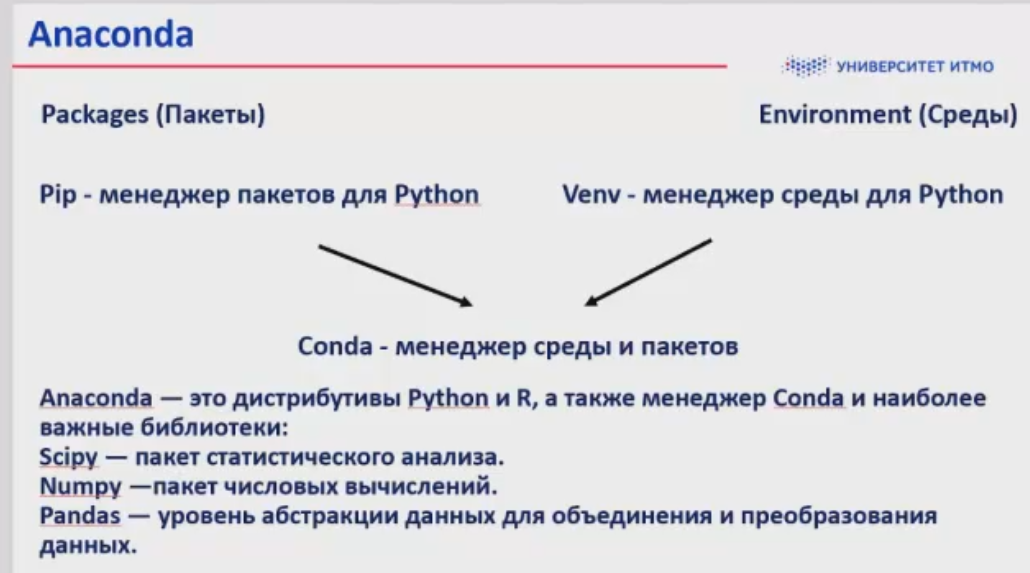 Anaconda
УНИВЕРСИТЕТ ИТМО
Packages (Пакеты)
Environment (Среды)
Pip - менеджер пакетов для Python
Venv - менеджер среды для Python
Conda - менеджер среды и пакетов
Anaconda — это дистрибутивы Python и R, а также менеджер Conda и наиболее
важные библиотеки:
Scipy — пакет статистического анализа.
Numpy —пакет числовых вычислений.
Pandas — уровень абстракции данных для объединения и преобразования
данных.